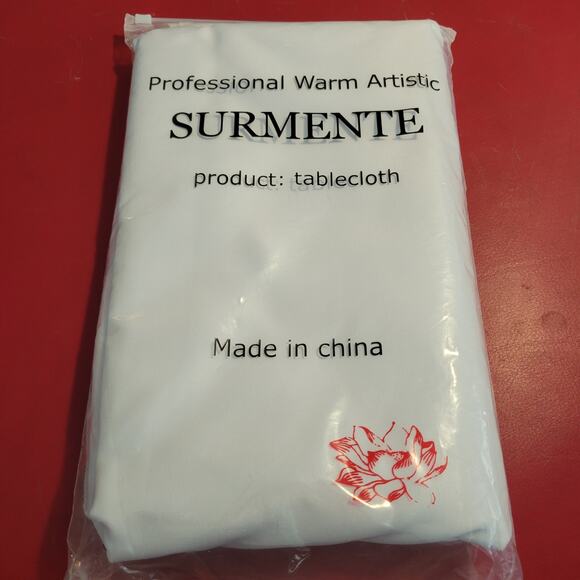 Professional Warm Artistic
SURMENTE
product: tablecloth
Made in china